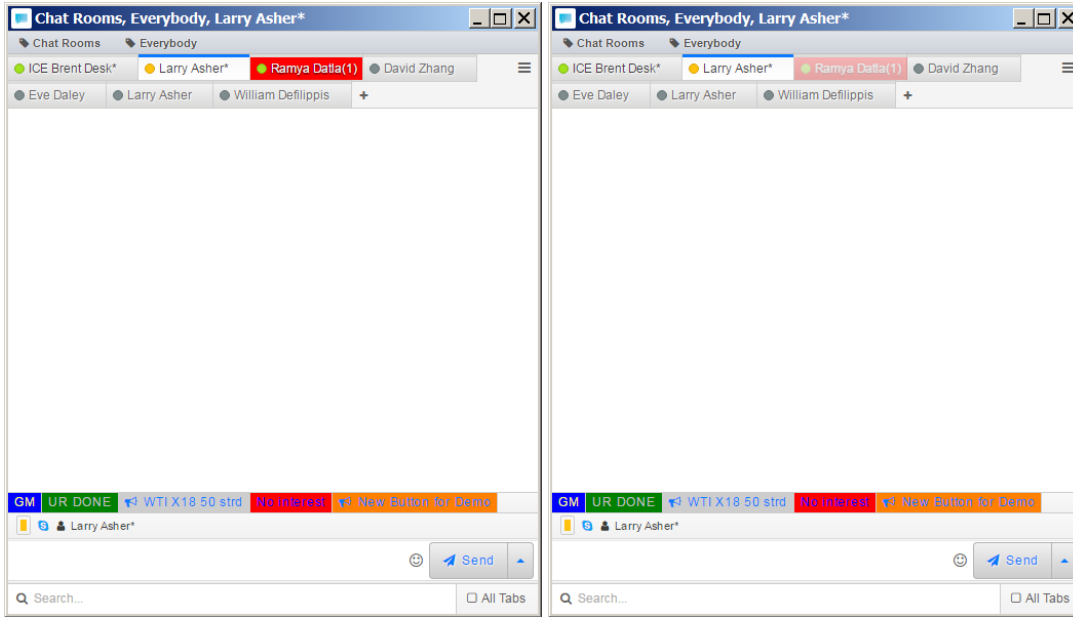 Chat Rooms, Everybody, Larry Asher*
Chat Rooms Everybody
ICE Brent Desk* Larry Asher* Ramya Datla(1) David Zhang
Eve Daley Larry Asher William Defilippis +
GM UR DONE WTI X18 50 strd No interest New Button for Demo
Larry Asher*
Send
Search... All Tabs
Chat Rooms, Everybody, Larry Asher*
Chat Rooms Everybody
ICE Brent Desk* Larry Asher* Ramya Datla(1) David Zhang
Eve Daley Larry Asher William Defilippis +
GM UR DONE WTI X18 50 strd No interest New Button for Demo
Larry Asher*
Send
Search... All Tabs